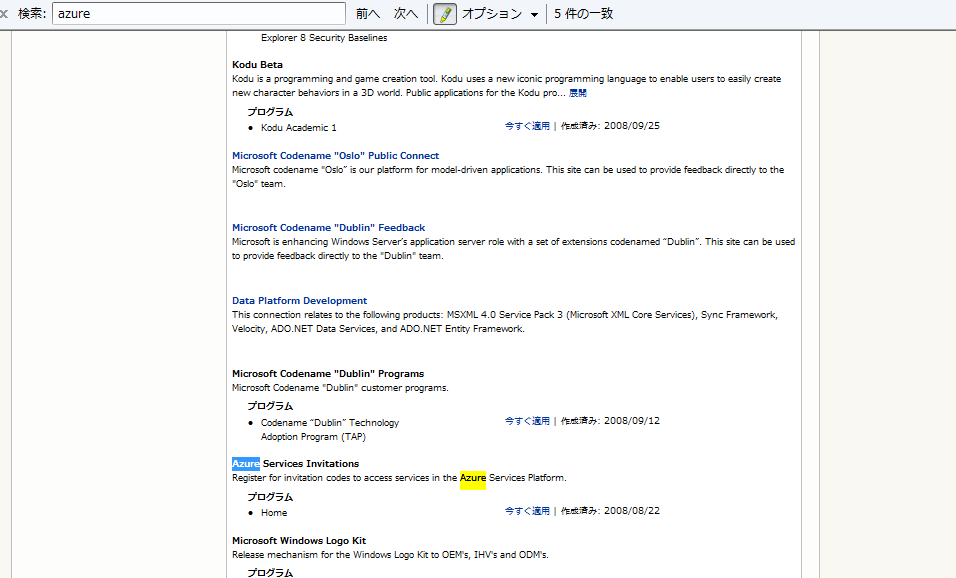 × 検索: azure 前へ 次へ オプション 5 件の一致
Explorer 8 Security Baselines
Kodu Beta
Kodu is a programming and game creation tool. Kodu uses a new iconic programming language to enable users to easily create
new character behaviors in a 3D world. Public applications for the Kodu pro... 展開
プログラム
• Kodu Academic 1 今すぐ適用 | 作成済み: 2008/09/25
Microsoft Codename "Oslo" Public Connect
Microsoft codename "Oslo" is our platform for model-driven applications. This site can be used to provide feedback directly to the
"Oslo" team.
Microsoft Codename "Dublin" Feedback
Microsoft is enhancing Windows Server's application server role with a set of extensions codenamed “Dublin”. This site can be used
to provide feedback directly to the "Dublin" team.
Data Platform Development
This connection relates to the following products: MSXML 4.0 Service Pack 3 (Microsoft XML Core Services), Sync Framework,
Velocity, ADO.NET Data Services, and ADO.NET Entity Framework.
Microsoft Codename "Dublin" Programs
Microsoft Codename "Dublin" customer programs.
プログラム
• Codename “Dublin” Technology 今すぐ適用 | 作成済み: 2008/09/12
Adoption Program (TAP)
Azure Services Invitations
Register for invitation codes to access services in the Azure Services Platform.
プログラム
• Home 今すぐ適用 | 作成済み: 2008/08/22
Microsoft Windows Logo Kit
Release mechanism for the Windows Logo Kit to OEM's, IHV's and ODM's.
プログラム